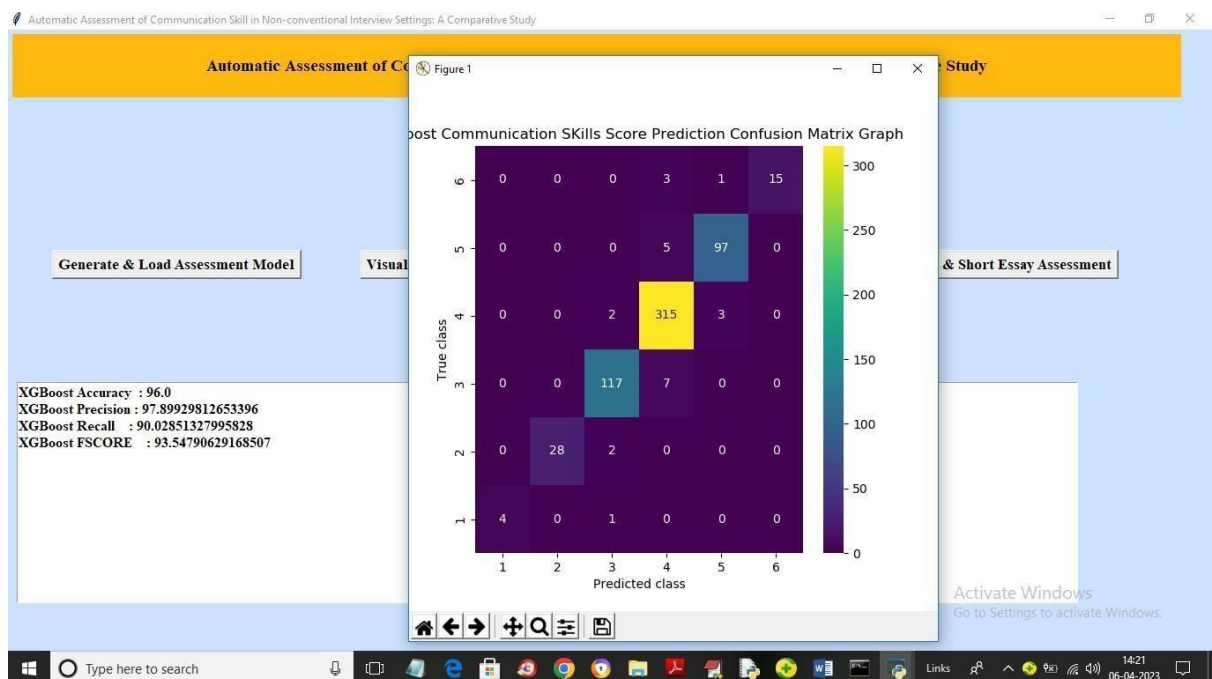 Automatic Assessment of Communication Skill in Non-conventional Interview Settings: A Comparative Study
Automatic Assessment of Co
Study
Figure 1
oost Communication SKills Score Prediction Confusion Matrix Graph
True class
6 0 0 0 3 1 15
5 0 0 0 5 97 0
4 0 0 2 315 3 0
3 0 0 117 7 0 0
2 0 28 2 0 0 0
1 4 0 1 0 0 0
1 2 3 4 5 6
Predicted class
300
250
200
150
100
50
0
Generate & Load Assessment Model
Visual
& Short Essay Assessment
XGBoost Accuracy : 96.0
XGBoost Precision : 97.89929812653396
XGBoost Recall : 90.02851327995828
XGBoost FSCORE : 93.54790629168507
Activate Windows
Go to Settings to activate Windows.
Type here to search
Links
14:21
06-04-2023